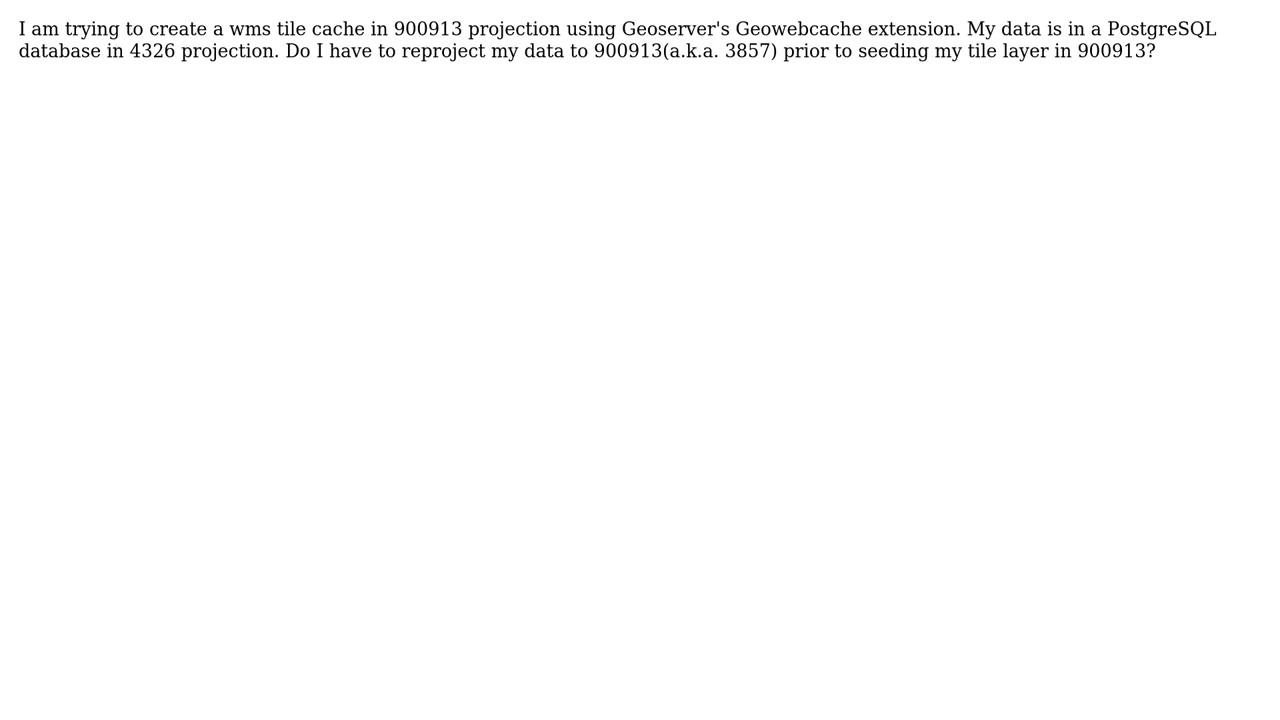 I am trying to create a wms tile cache in 900913 projection using Geoserver's Geowebcache extension. My data is in a PostgreSQL
database in 4326 projection. Do I have to reproject my data to 900913(a.k.a. 3857) prior to seeding my tile layer in 900913?